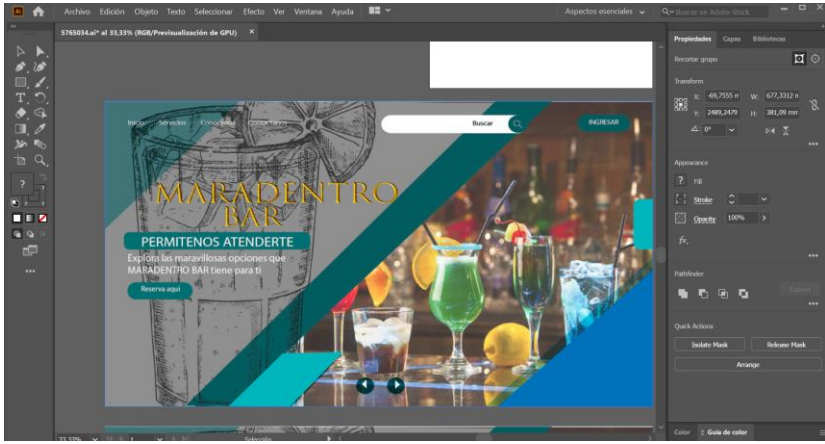 Ai Archivo Edición Objeto Texto Seleccionar Efecto Ver Ventana Ayuda Aspectos esenciales Buscar en Adobe Stock
5765034.ai* al 33,33% (RGB/Previsualización de GPU) ×
Propiedades Capas Bibliotecas
Recortar grupo
Transform
X: -69,7555 m W: 677,3312 n
Y: 2489,2479 H: 381,09 mm
0°
Appearance
? Fill
Stroke
Opacity 100%
fx.
Pathfinder
Expand
Quick Actions
Isolate Mask Release Mask
Arrange
Color Guía de color
Inicio Servicios Conócenos Contáctanos Buscar INGRESAR
MARADENTRO
BAR
PERMITENOS ATENDERTE
Explora las maravillosas opciones que
MARADENTRO BAR tiene para ti
Reserva aquí
33,33% 1 Selección